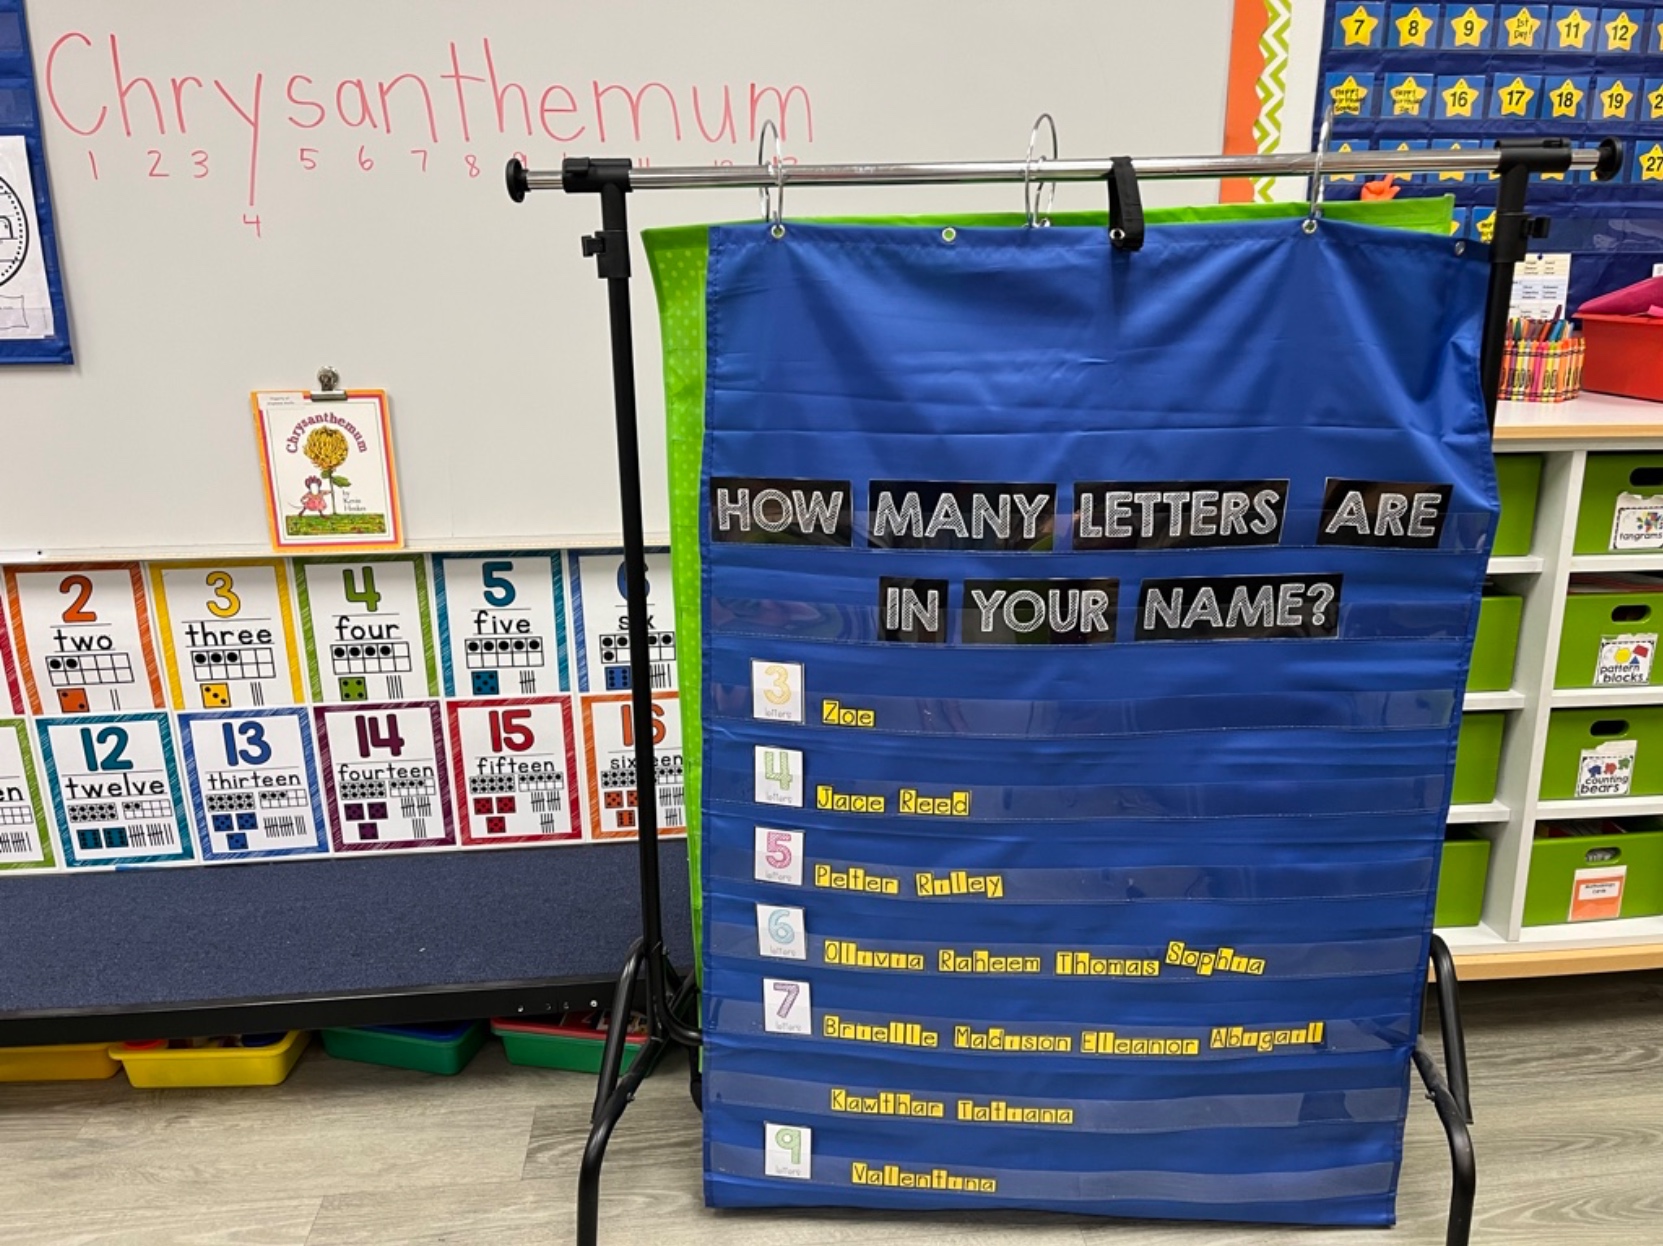 Chrysanthemum
1 2 3 5 6 7 8
4
Chrysanthemum
by
Kevin
Henkes
2
two
3
three
4
four
5
five
6
six
12
twelve
13
thirteen
14
fourteen
15
fifteen
16
sixteen
HOW MANY LETTERS ARE
IN YOUR NAME?
3
letters
Zoe
4
letters
Jace Reed
5
letters
Peter Riley
6
letters
Olivia Raheem Thomas Sophia
7
letters
Brielle Madison Eleanor Abigail
Kawthar Tatiana
9
letters
Valentina
7 8 9 1st Day! 11 12
16 17 18 19
27
tangrams
pattern
blocks
counting
bears